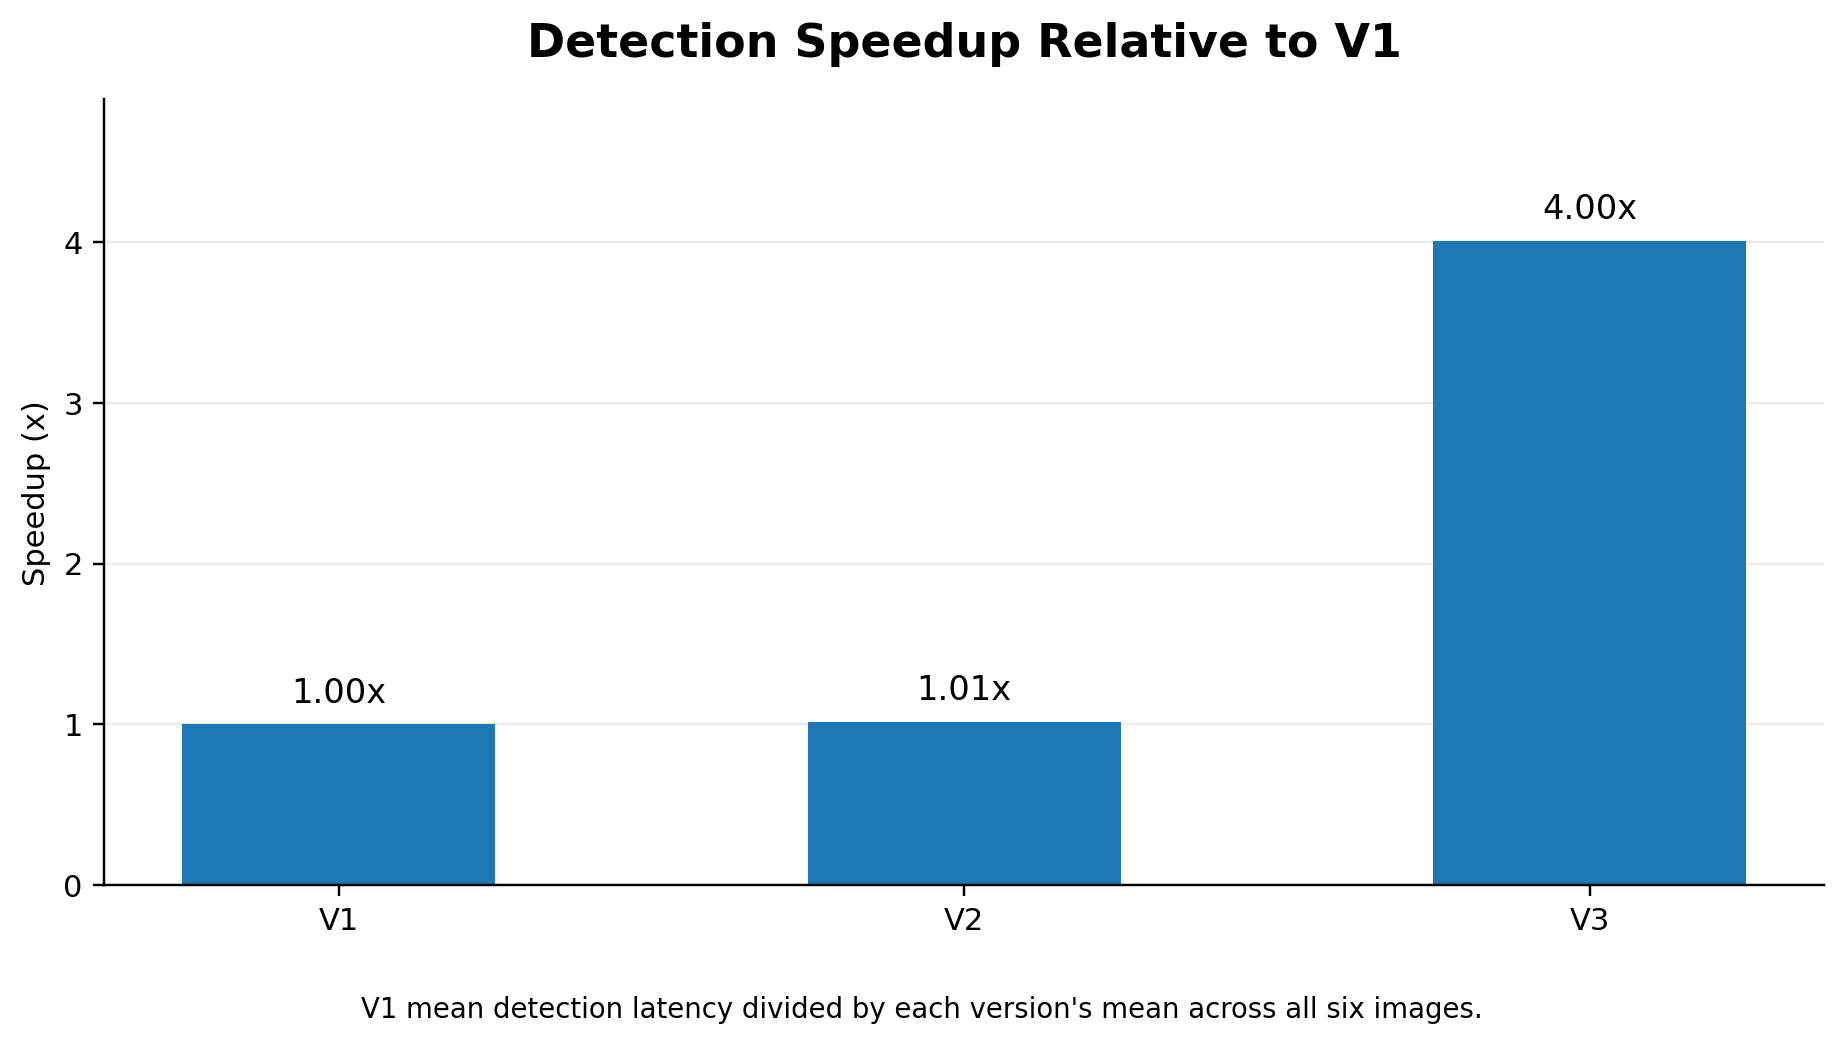 Detection Speedup Relative to V1
Speedup (x)
4
3
2
1
0
1.00x
1.01x
4.00x
V1
V2
V3
V1 mean detection latency divided by each version's mean across all six images.